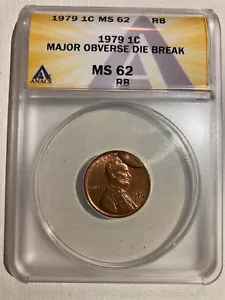 1979 1C MS 62 RB
1979 1C
MAJOR OBVERSE DIE BREAK
MS 62
RB
ANACS